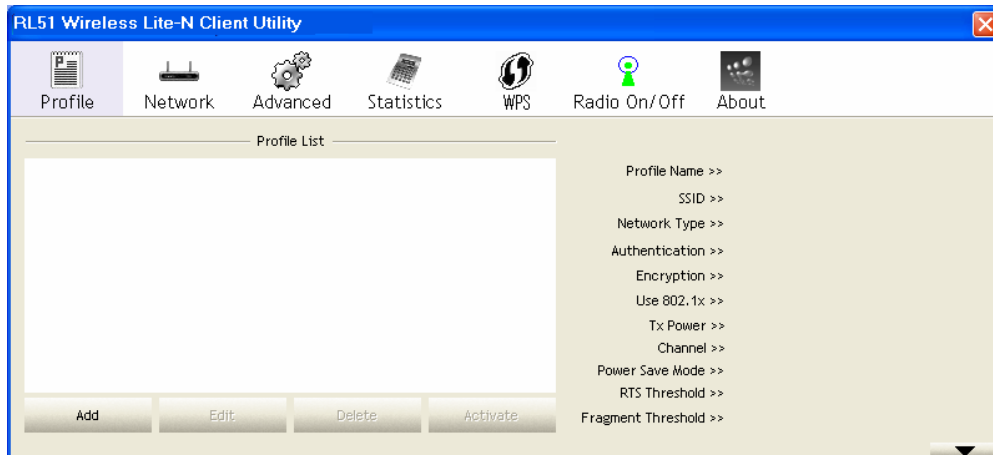 RL51 Wireless Lite-N Client Utility
Profile Network Advanced Statistics WPS Radio On/Off About
Profile List
Profile Name >>
SSID >>
Network Type >>
Authentication >>
Encryption >>
Use 802.1x >>
Tx Power >>
Channel >>
Power Save Mode >>
RTS Threshold >>
Fragment Threshold >>
Add Edit Delete Activate